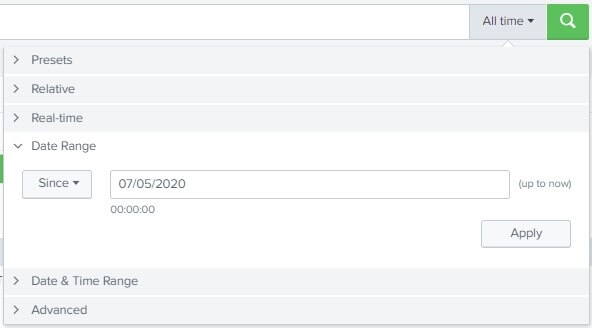 All time
Presets
Relative
Real-time
Date Range
Since 07/05/2020 (up to now)
00:00:00
Apply
Date & Time Range
Advanced